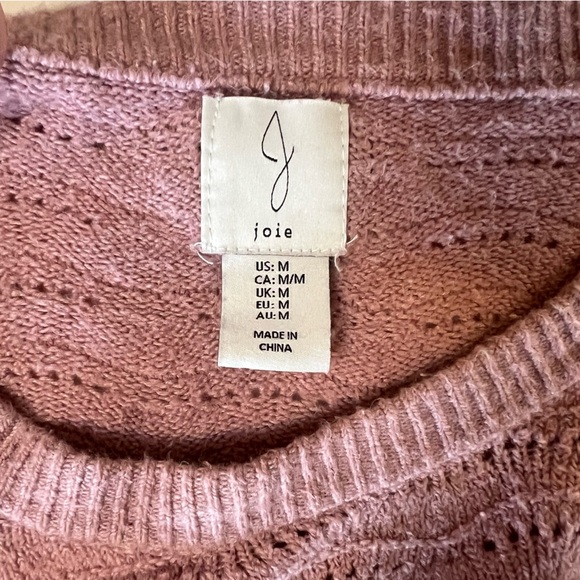 J
joie
US: M
CA: M/M
UK: M
EU: M
AU: M
MADE IN
CHINA